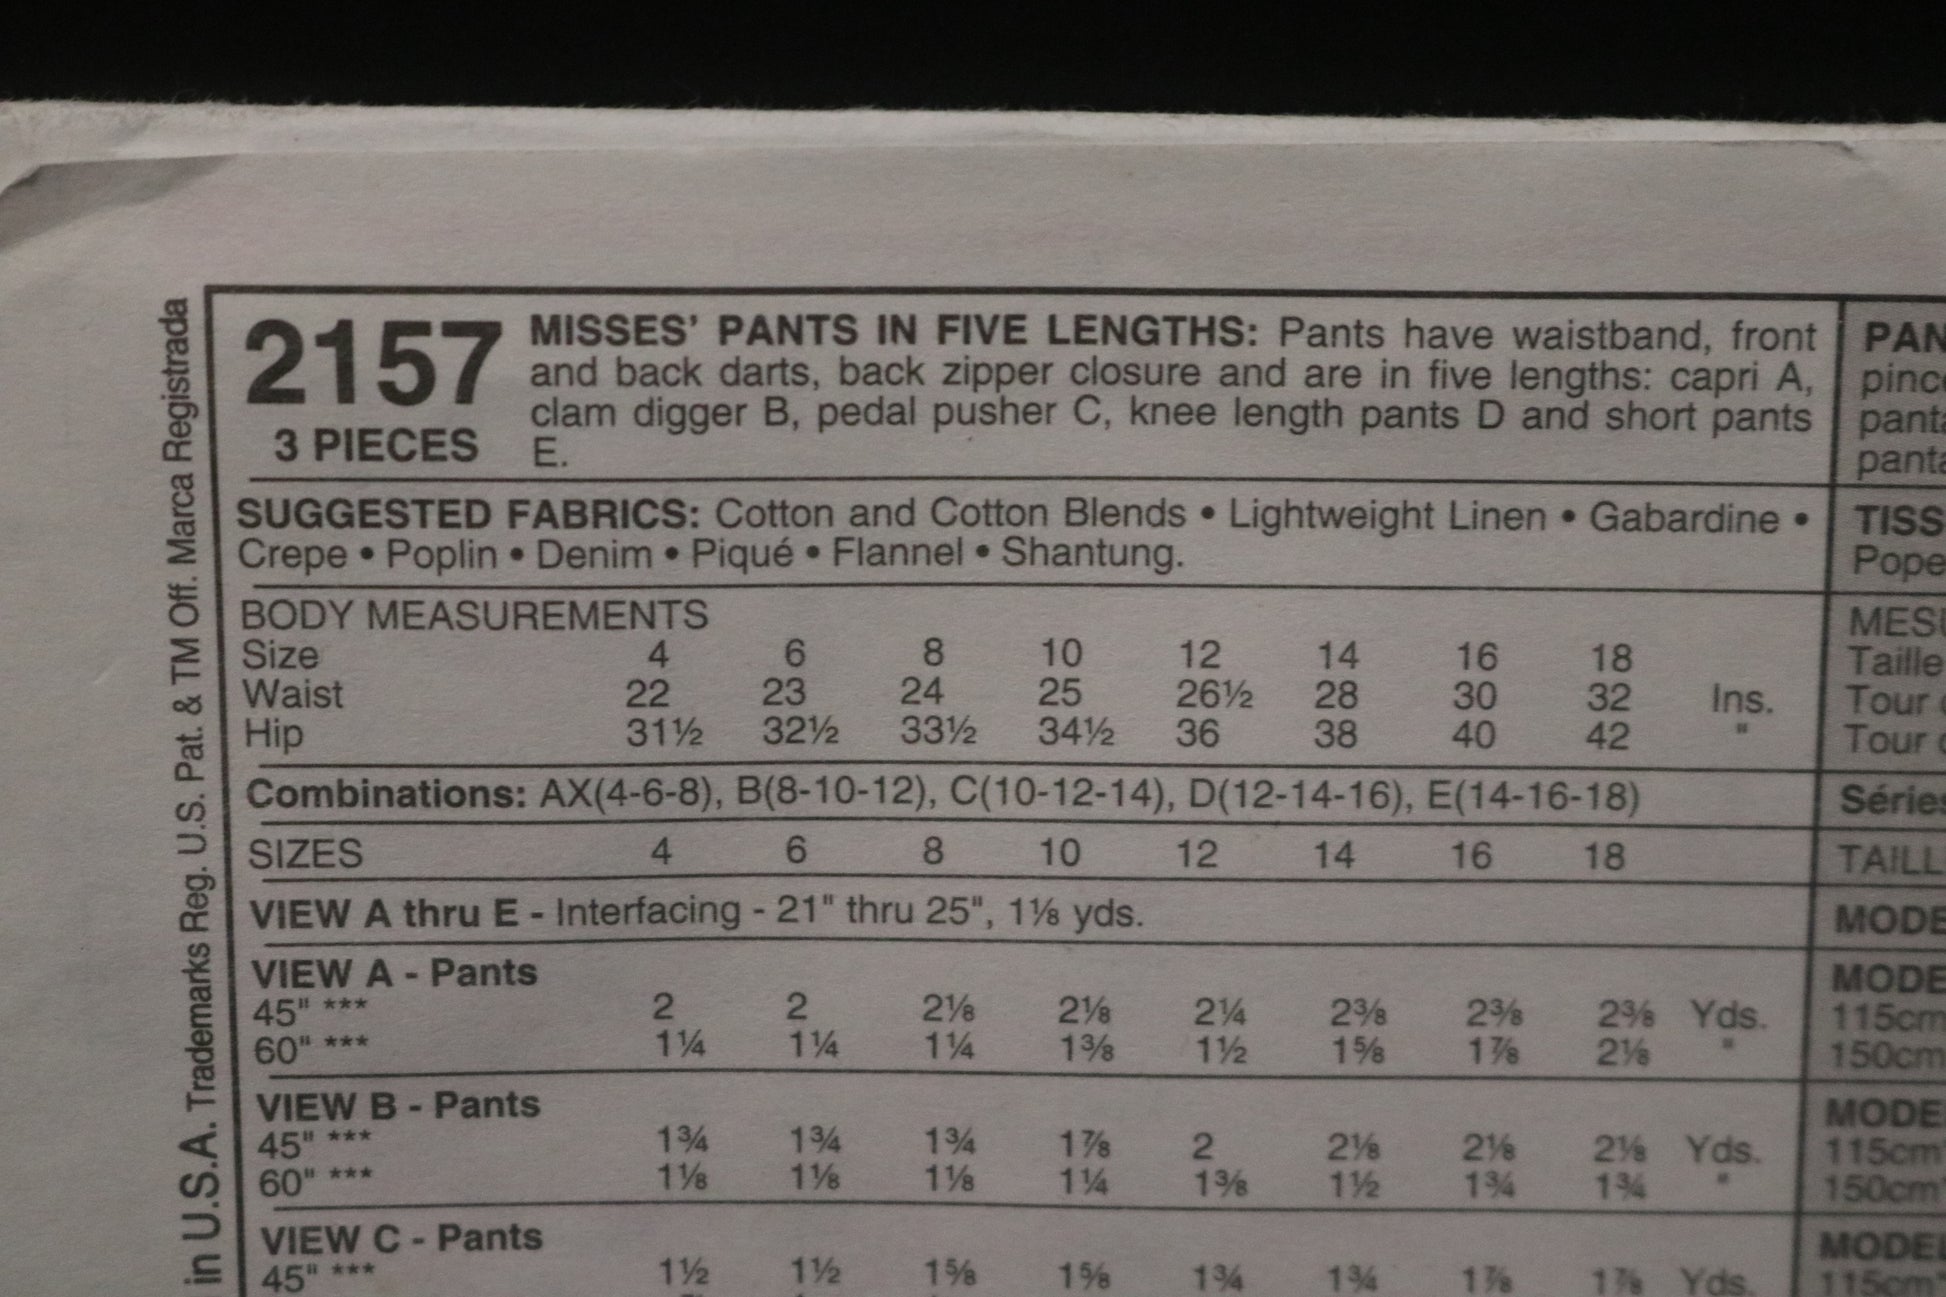 in U.S.A. Trademarks Reg. U.S. Pat. & TM Off. Marca Registrada
2157
3 PIECES
MISSES' PANTS IN FIVE LENGTHS: Pants have waistband, front
and back darts, back zipper closure and are in five lengths: capri A,
clam digger B, pedal pusher C, knee length pants D and short pants
E.
SUGGESTED FABRICS: Cotton and Cotton Blends • Lightweight Linen • Gabardine •
Crepe • Poplin • Denim • Piqué • Flannel • Shantung.
BODY MEASUREMENTS
Size 4 6 8 10 12 14 16 18
Waist 22 23 24 25 26½ 28 30 32 Ins.
Hip 31½ 32½ 33½ 34½ 36 38 40 42 "
Combinations: AX(4-6-8), B(8-10-12), C(10-12-14), D(12-14-16), E(14-16-18)
SIZES 4 6 8 10 12 14 16 18
VIEW A thru E - Interfacing - 21" thru 25", 1⅛ yds.
VIEW A - Pants
45" *** 2 2 2⅛ 2⅛ 2¼ 2⅜ 2⅜ 2⅜ Yds.
60" *** 1¼ 1¼ 1¼ 1⅜ 1½ 1⅝ 1⅞ 2⅛ "
VIEW B - Pants
45" *** 1¾ 1¾ 1¾ 1⅞ 2 2⅛ 2⅛ 2⅛ Yds.
60" *** 1⅛ 1⅛ 1⅛ 1¼ 1⅜ 1½ 1¾ 1¾ "
VIEW C - Pants
45" *** 1½ 1½ 1⅝ 1⅝ 1¾ 1¾ 1⅞ 1⅞ Yds.
PAN
pinc
pant
panta
TISS
Pope
MES
Taille
Tour
Tour
Séries
TAILL
MODE
MODE
115cm
150cm
MODE
115cm
150cm
MODEL
115cm